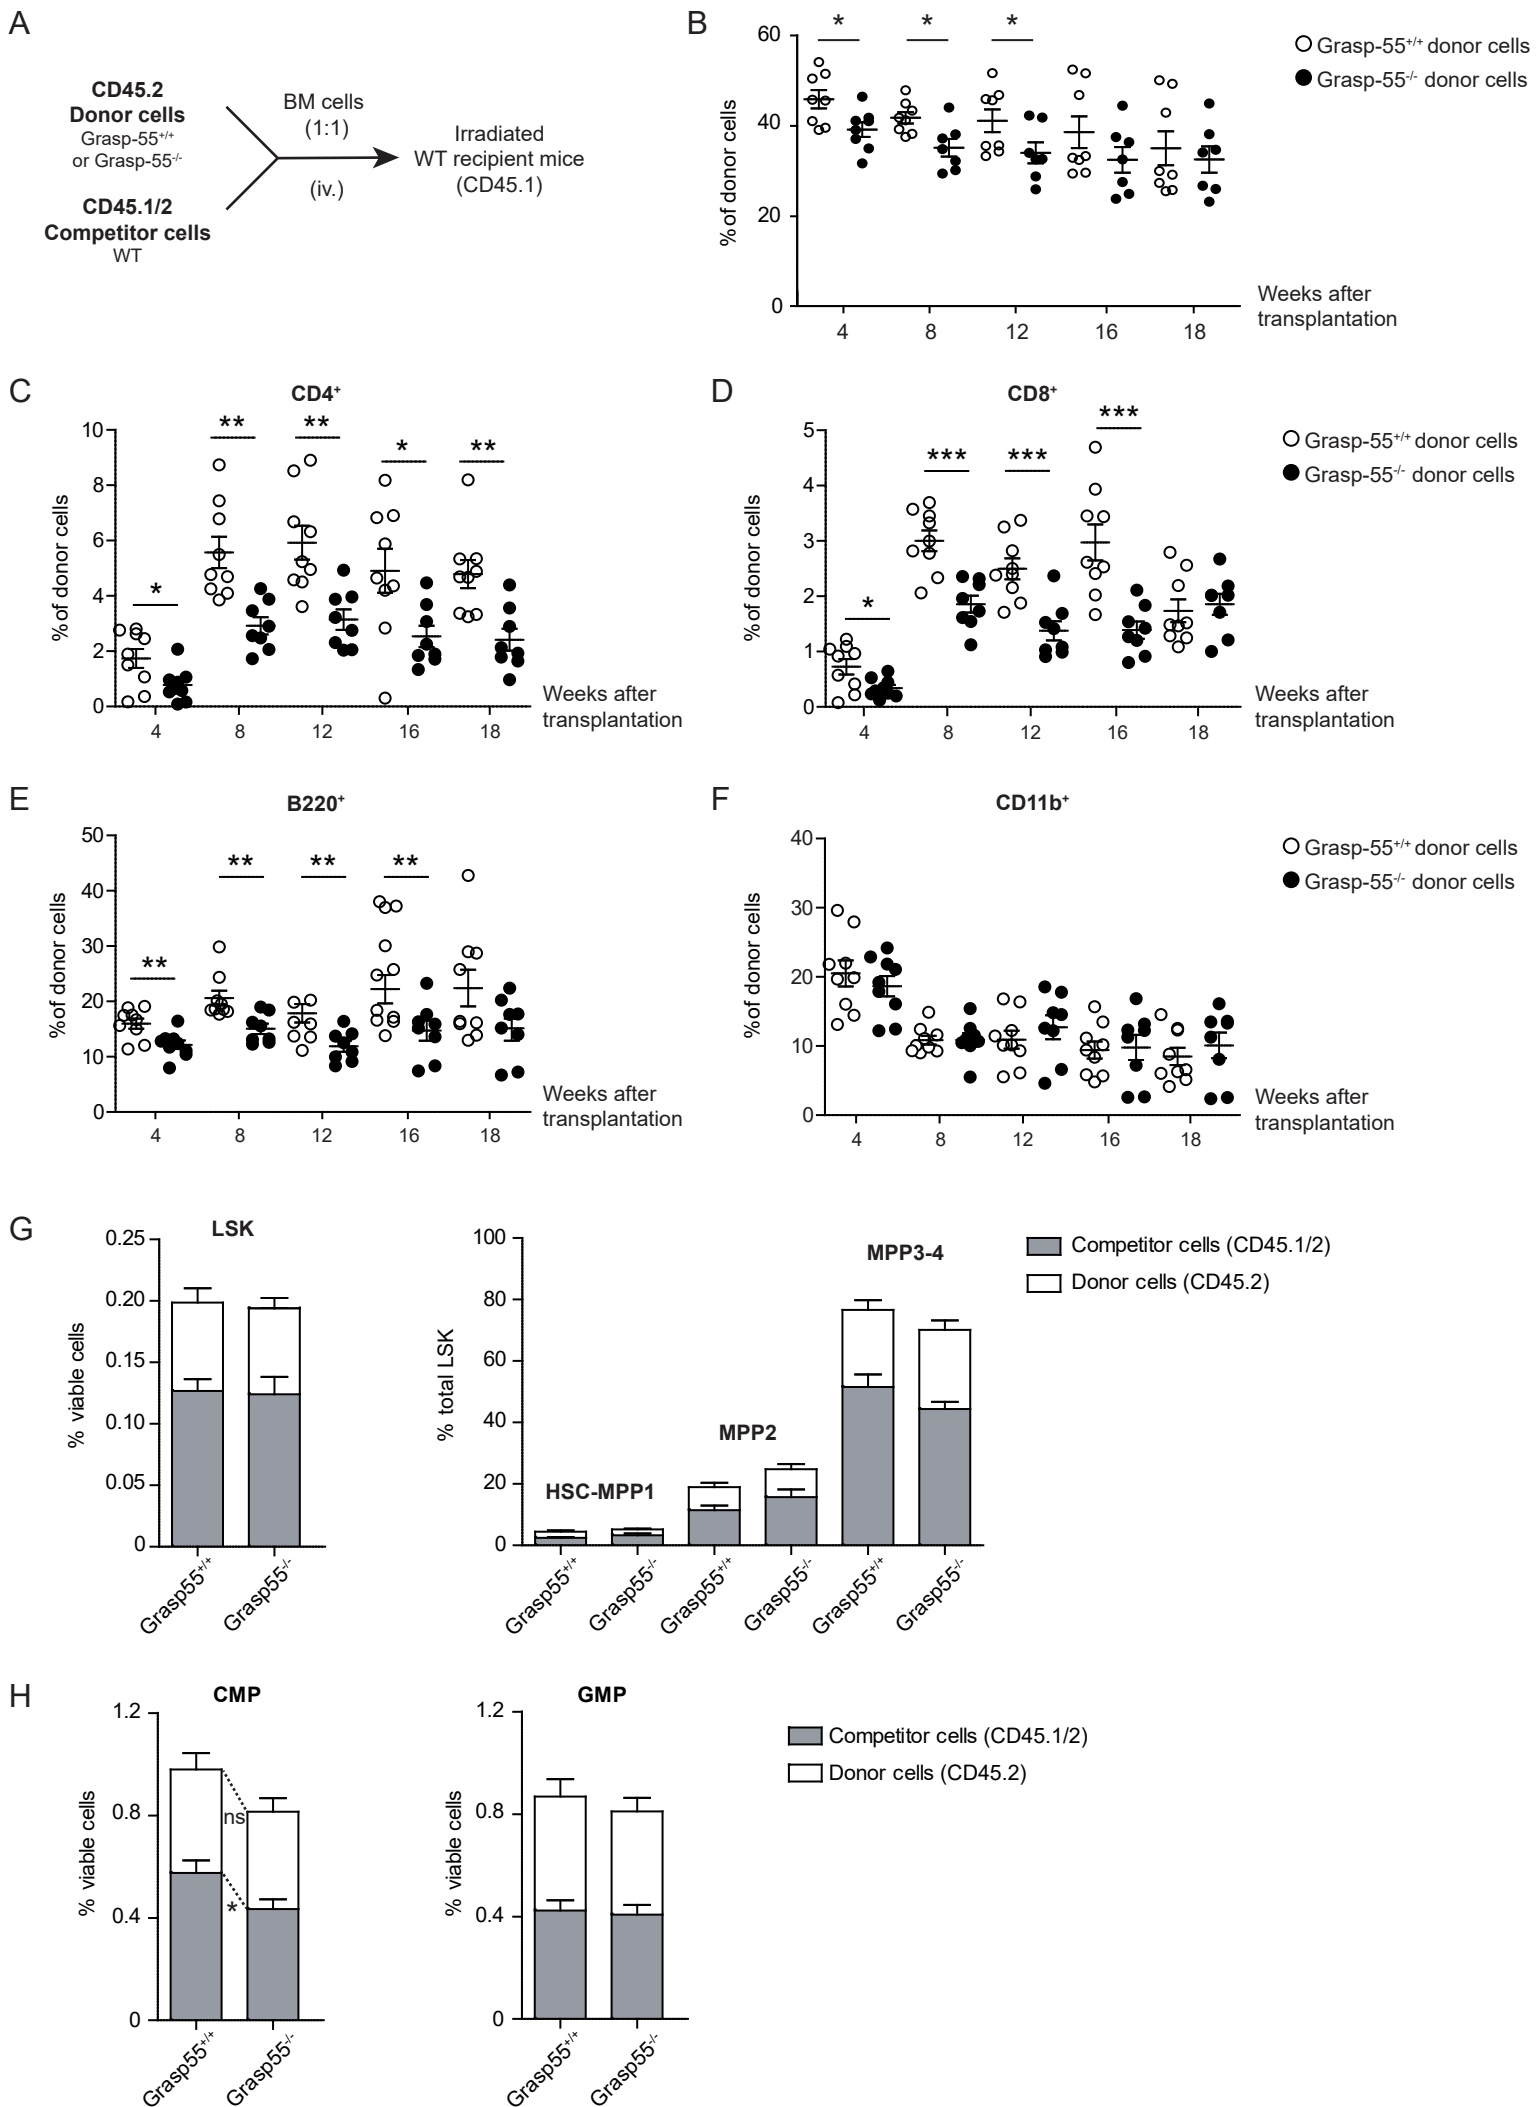 A
CD45.2
Donor cells
Grasp-55+/+
or Grasp-55-/-
CD45.1/2
Competitor cells
WT
BM cells
(1:1)
(iv.)
Irradiated
WT recipient mice
(CD45.1)
B
% of donor cells
60
40
20
0
*
*
*
4
8
12
16
18
Weeks after
transplantation
Grasp-55+/+ donor cells
Grasp-55-/- donor cells
C
CD4+
% of donor cells
10
8
6
4
2
0
*
**
**
*
**
4
8
12
16
18
Weeks after
transplantation
D
CD8+
% of donor cells
5
4
3
2
1
0
*
***
***
***
4
8
12
16
18
Weeks after
transplantation
Grasp-55+/+ donor cells
Grasp-55-/- donor cells
E
B220+
% of donor cells
50
40
30
20
10
0
**
**
**
**
4
8
12
16
18
Weeks after
transplantation
F
CD11b+
% of donor cells
40
30
20
10
0
4
8
12
16
18
Weeks after
transplantation
Grasp-55+/+ donor cells
Grasp-55-/- donor cells
G
LSK
% viable cells
0.25
0.20
0.15
0.10
0.05
0
Grasp55+/+
Grasp55-/-
% total LSK
100
80
60
40
20
0
HSC-MPP1
MPP2
MPP3-4
Grasp55+/+
Grasp55-/-
Grasp55+/+
Grasp55-/-
Grasp55+/+
Grasp55-/-
Competitor cells (CD45.1/2)
Donor cells (CD45.2)
H
CMP
% viable cells
1.2
0.8
0.4
0
ns
*
Grasp55+/+
Grasp55-/-
GMP
% viable cells
1.2
0.8
0.4
0
Grasp55+/+
Grasp55-/-
Competitor cells (CD45.1/2)
Donor cells (CD45.2)